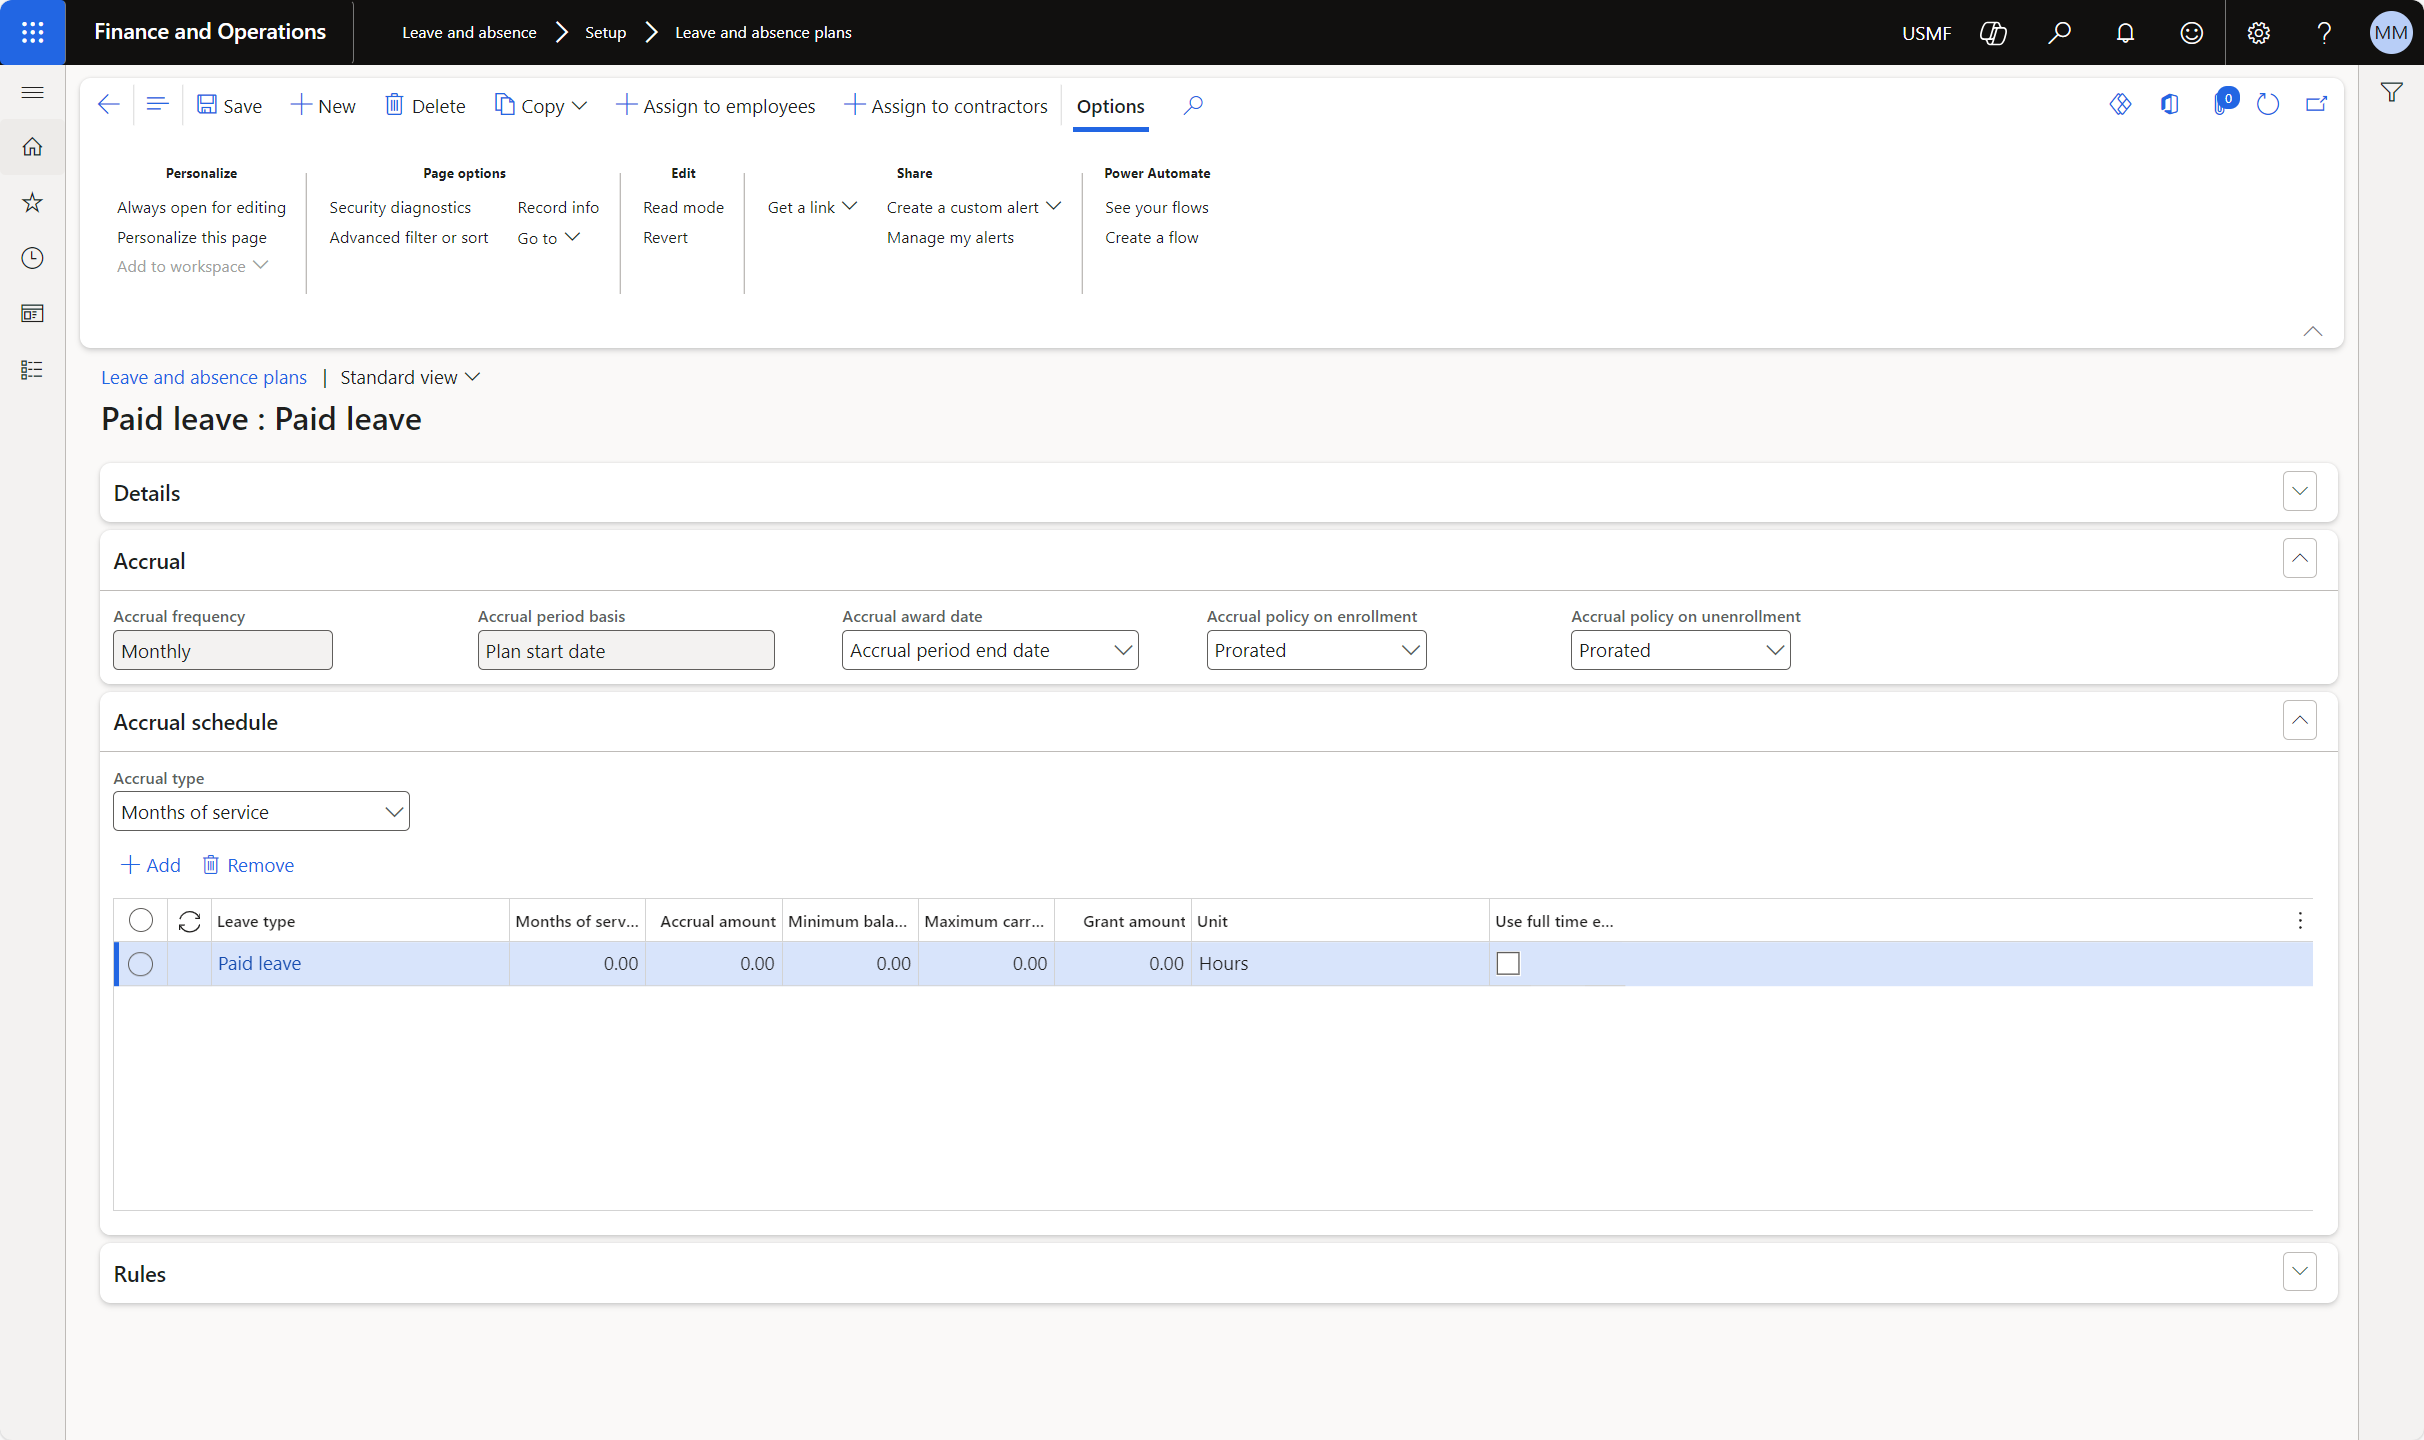 Finance and Operations
Leave and absence Setup Leave and absence plans
USMF
MM
Save New Delete Copy Assign to employees Assign to contractors Options
0
Personalize
Always open for editing
Personalize this page
Add to workspace
Page options
Security diagnostics Record info
Advanced filter or sort Go to
Edit
Read mode
Revert
Share
Get a link Create a custom alert
Manage my alerts
Power Automate
See your flows
Create a flow
Leave and absence plans | Standard view
Paid leave : Paid leave
Details
Accrual
Accrual frequency Accrual period basis Accrual award date Accrual policy on enrollment Accrual policy on unenrollment
Monthly Plan start date Accrual period end date Prorated Prorated
Accrual schedule
Accrual type
Months of service
Add Remove
Leave type Months of serv... Accrual amount Minimum bala... Maximum carr... Grant amount Unit Use full time e...
Paid leave 0.00 0.00 0.00 0.00 0.00 Hours
Rules